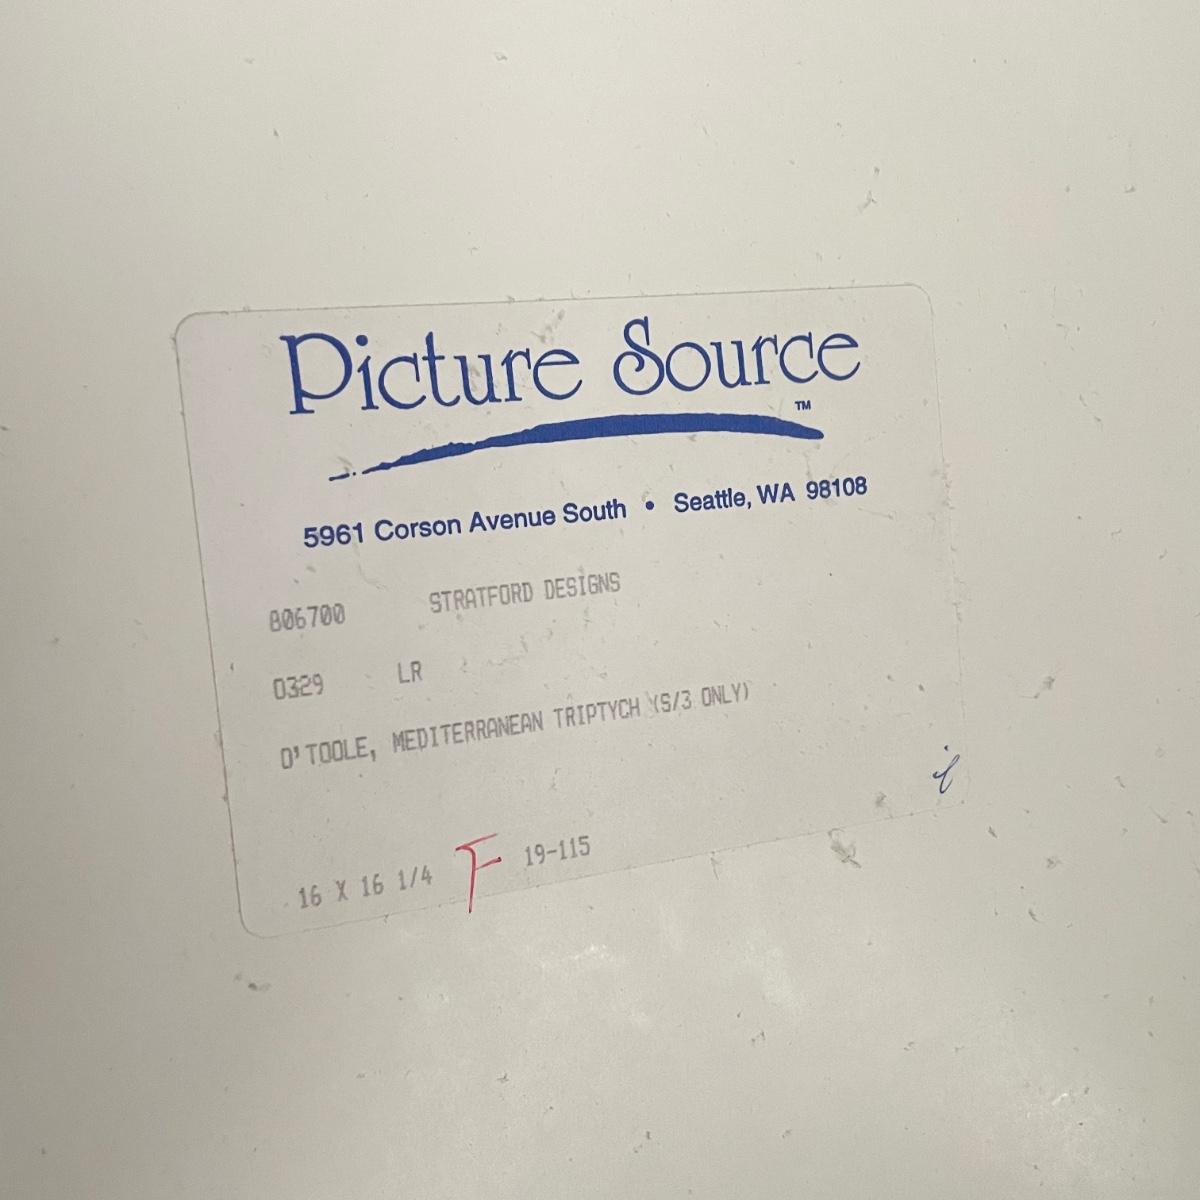 Picture Source
TM
5961 Corson Avenue South • Seattle, WA 98108
806700 STRATFORD DESIGNS
0329 LR
O'TOOLE, MEDITERRANEAN TRIPTYCH (S/3 ONLY)
16 X 16 1/4 F 19-115